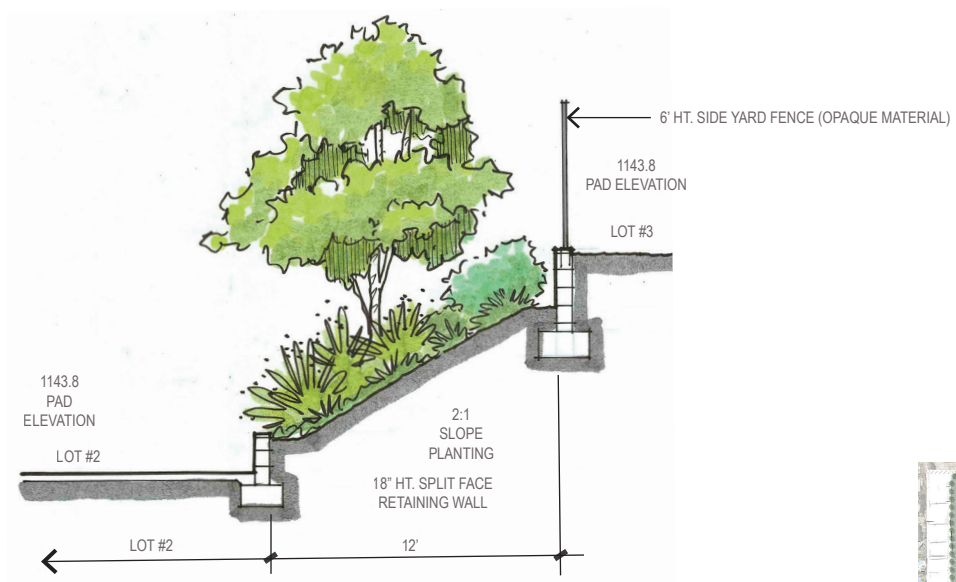 6' HT. SIDE YARD FENCE (OPAQUE MATERIAL)
1143.8
PAD ELEVATION
LOT #3
1143.8
PAD
ELEVATION
LOT #2
2:1
SLOPE
PLANTING
18" HT. SPLIT FACE
RETAINING WALL
LOT #2
12'